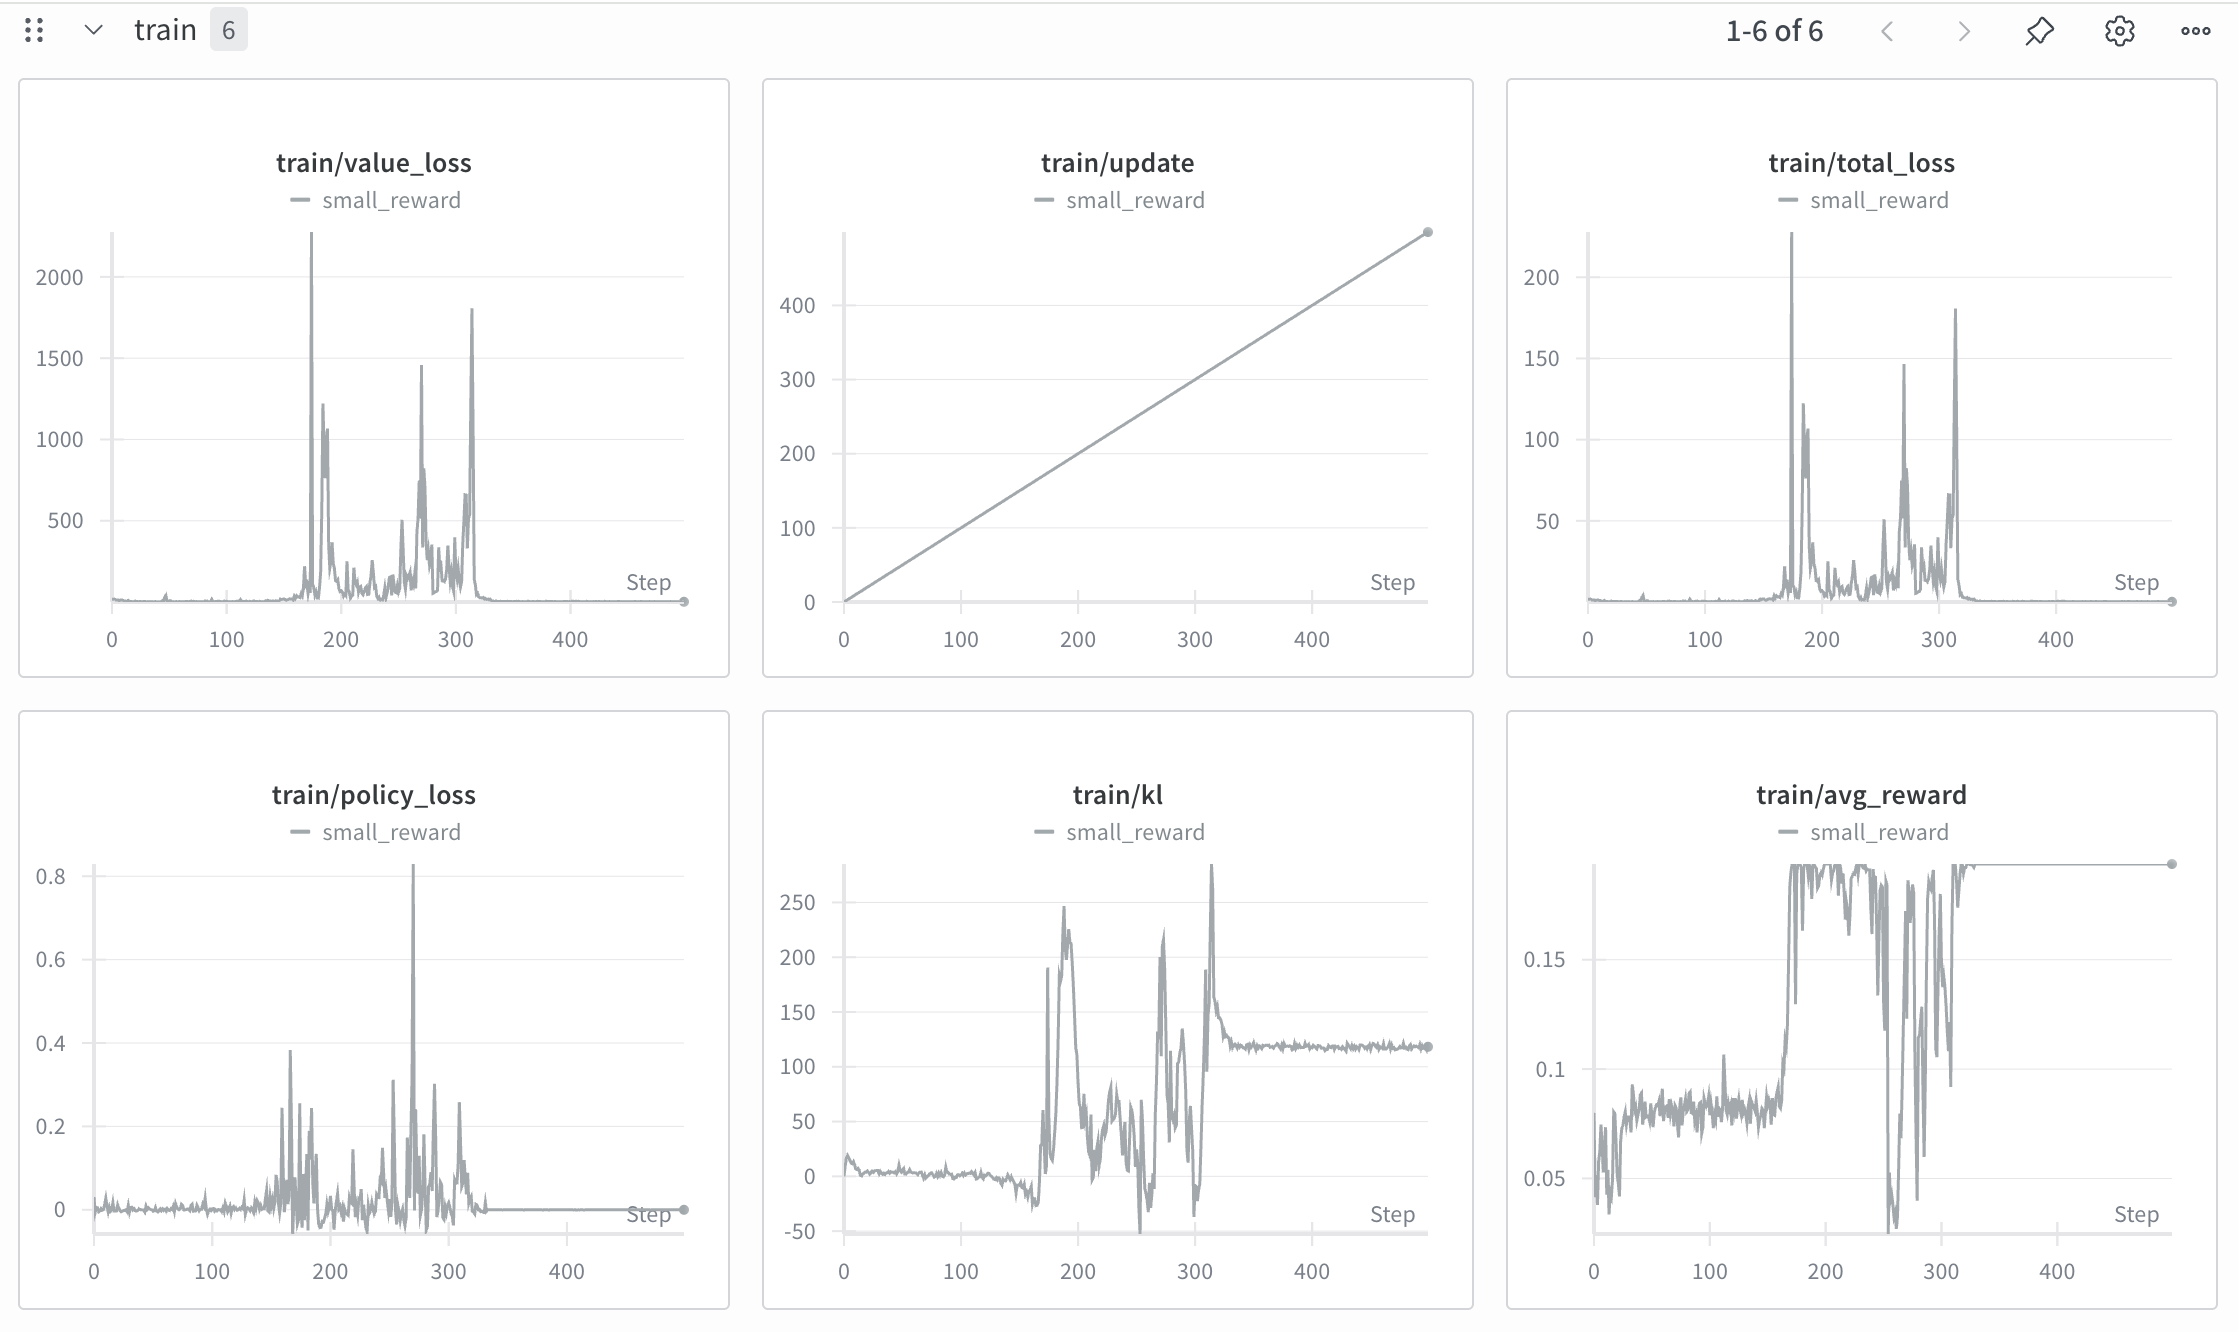 train 6
1-6 of 6
train/value_loss
small_reward
2000
1500
1000
500
Step
0 100 200 300 400
train/update
small_reward
400
300
200
100
0
Step
0 100 200 300 400
train/total_loss
small_reward
200
150
100
50
Step
0 100 200 300 400
train/policy_loss
small_reward
0.8
0.6
0.4
0.2
0
Step
0 100 200 300 400
train/kl
small_reward
250
200
150
100
50
0
-50
Step
0 100 200 300 400
train/avg_reward
small_reward
0.15
0.1
0.05
Step
0 100 200 300 400